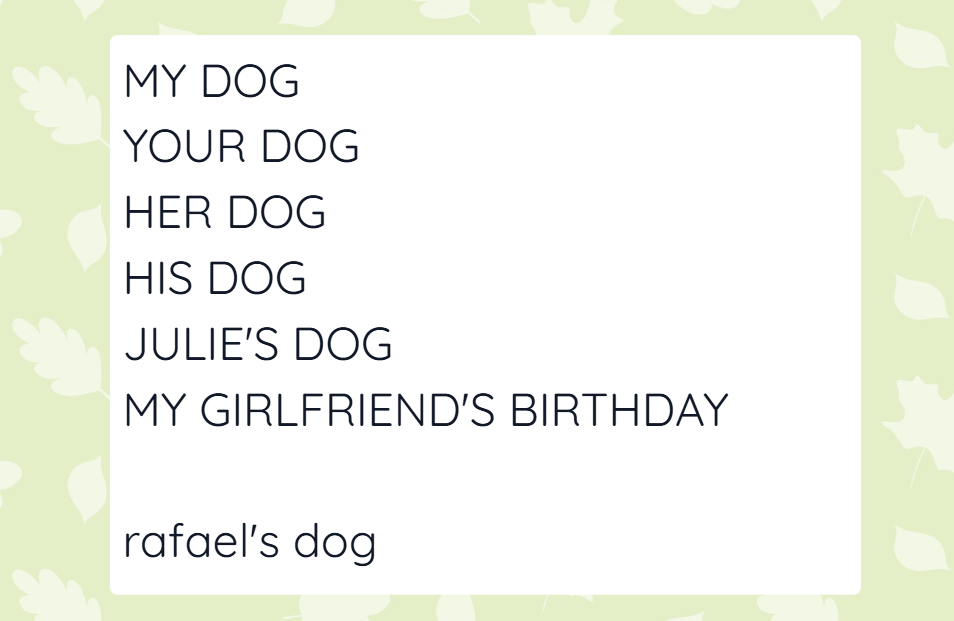 MY DOG
YOUR DOG
HER DOG
HIS DOG
JULIE'S DOG
MY GIRLFRIEND'S BIRTHDAY
rafael's dog